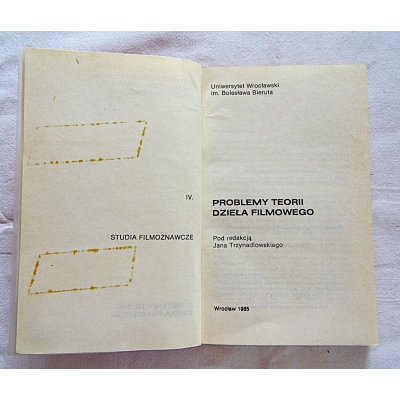 IV.
STUDIA FILMOZNAWCZE
Uniwersytet Wrocławski
im. Bolesława Bieruta
PROBLEMY TEORII
DZIEŁA FILMOWEGO
Pod redakcją
Jana Trzynadlowskiego
Wrocław 1985